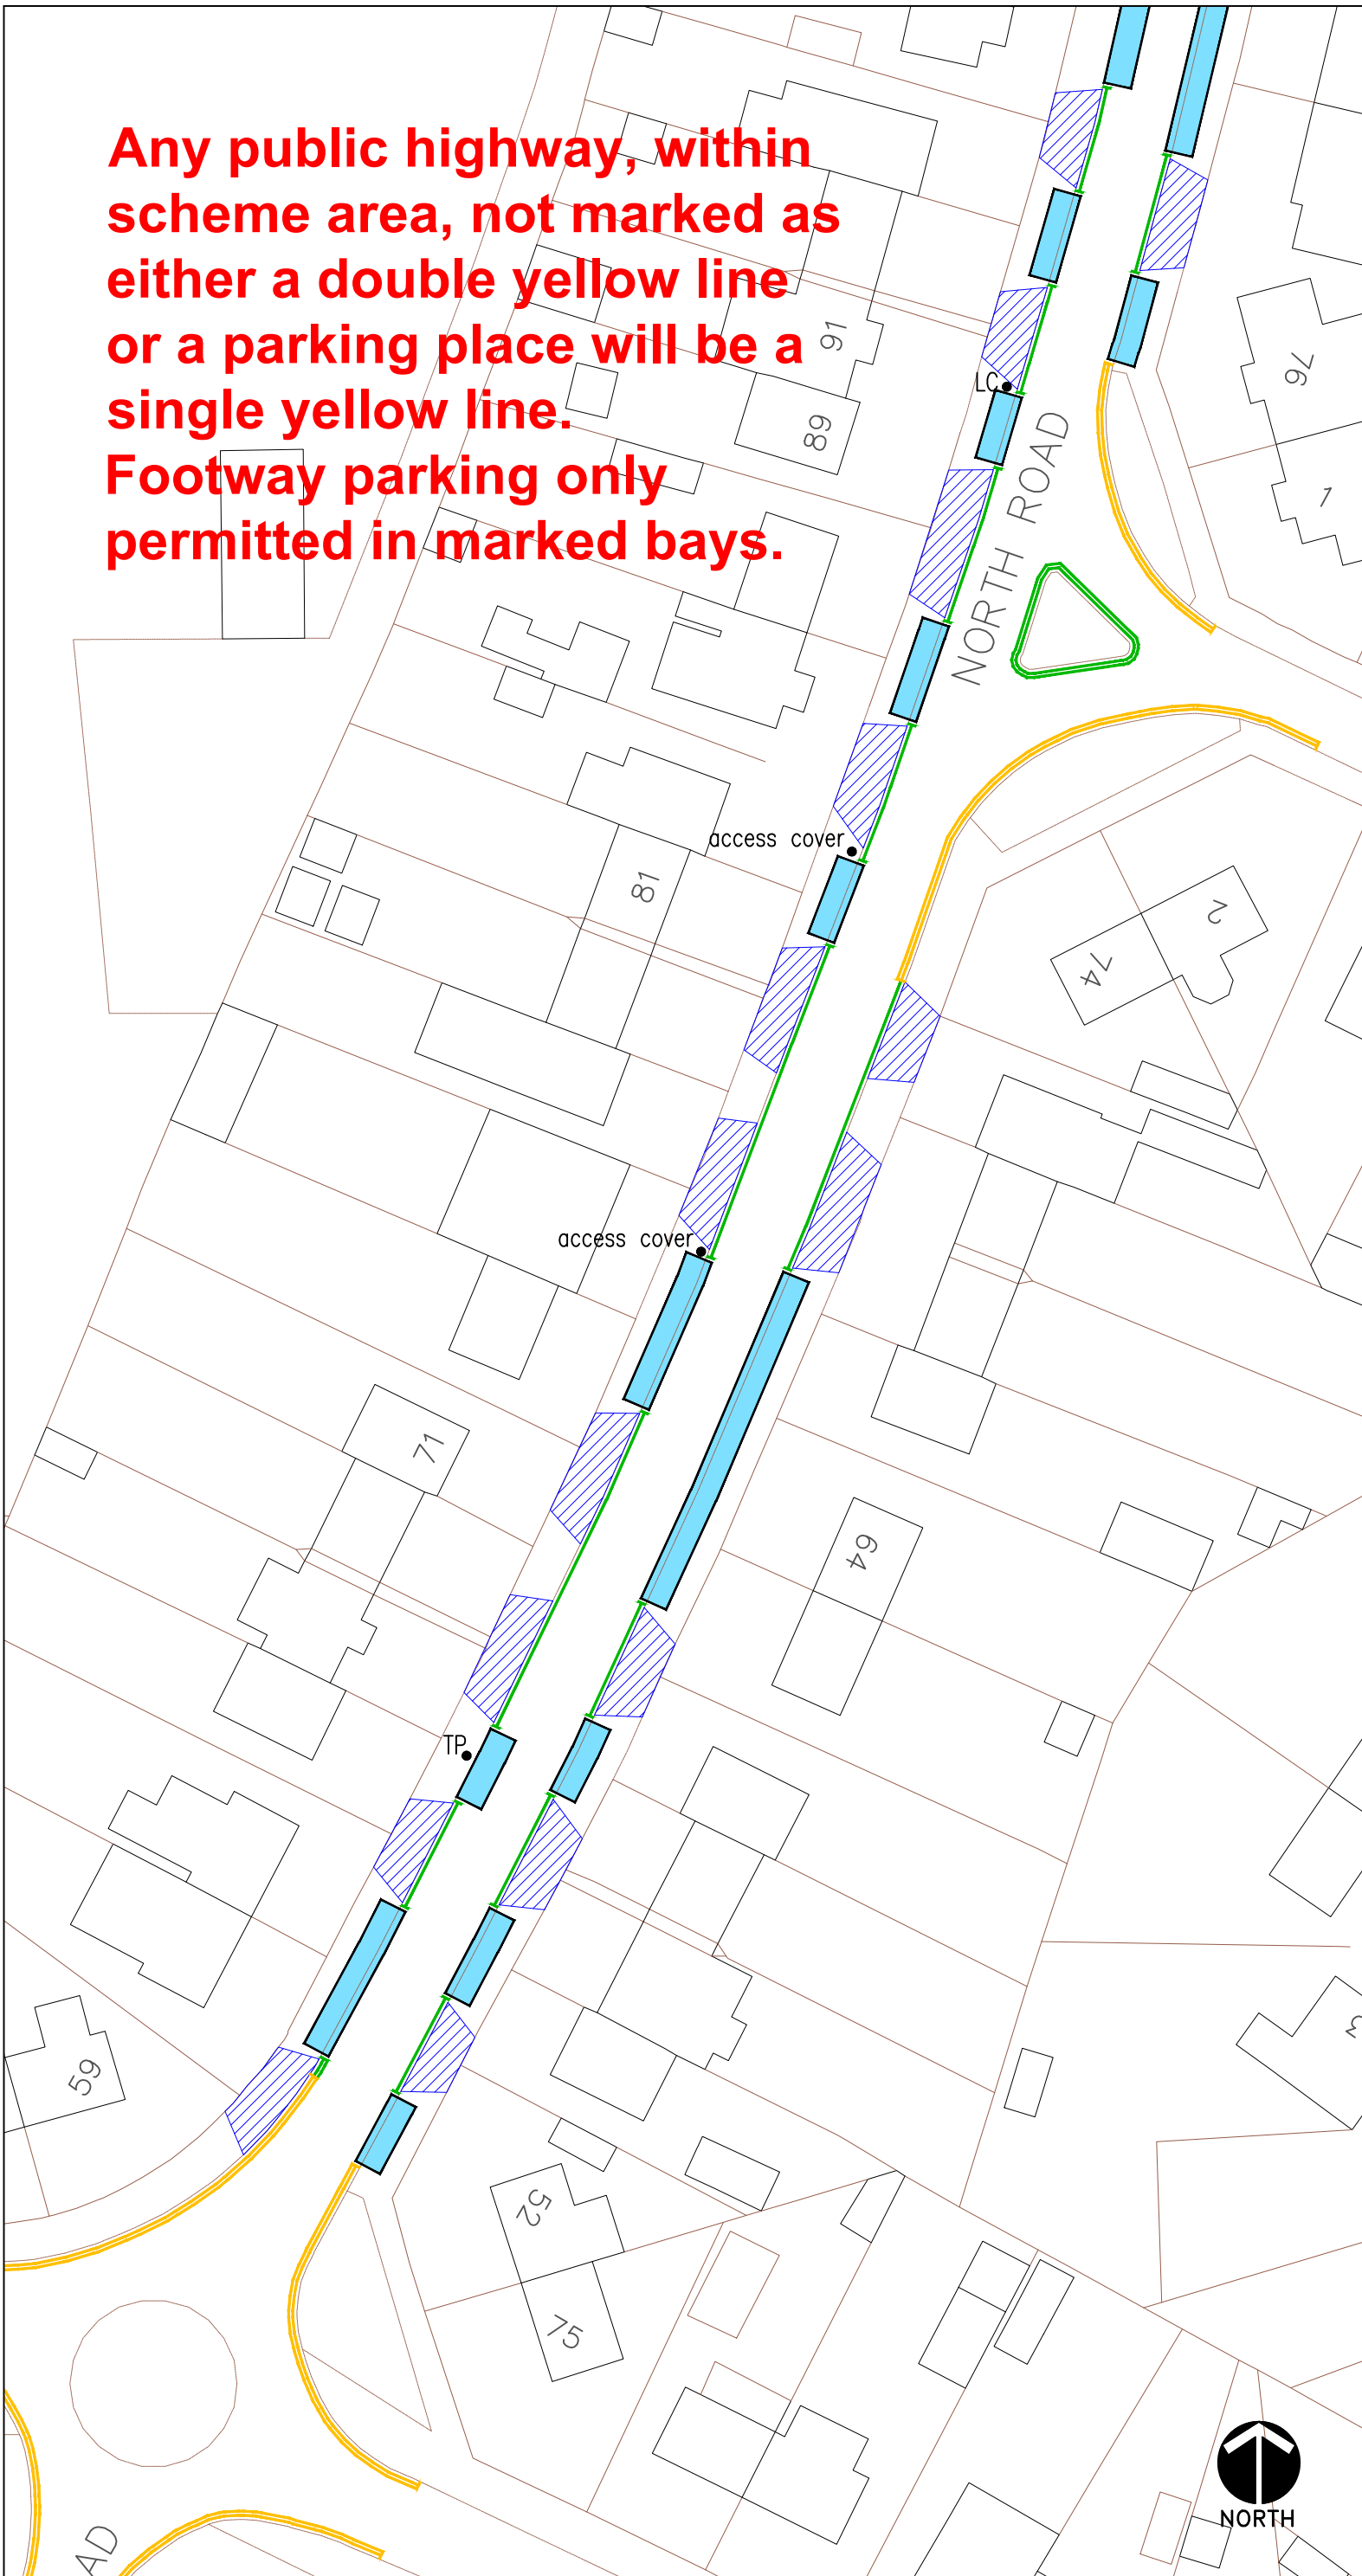 Any public highway, within
scheme area, not marked as
either a double yellow line
or a parking place will be a
single yellow line.
Footway parking only
permitted in marked bays.
91
89
76
1
LC
NORTH ROAD
access cover
81
2
74
access cover
71
64
TP
59
52
75
3
NORTH
AD